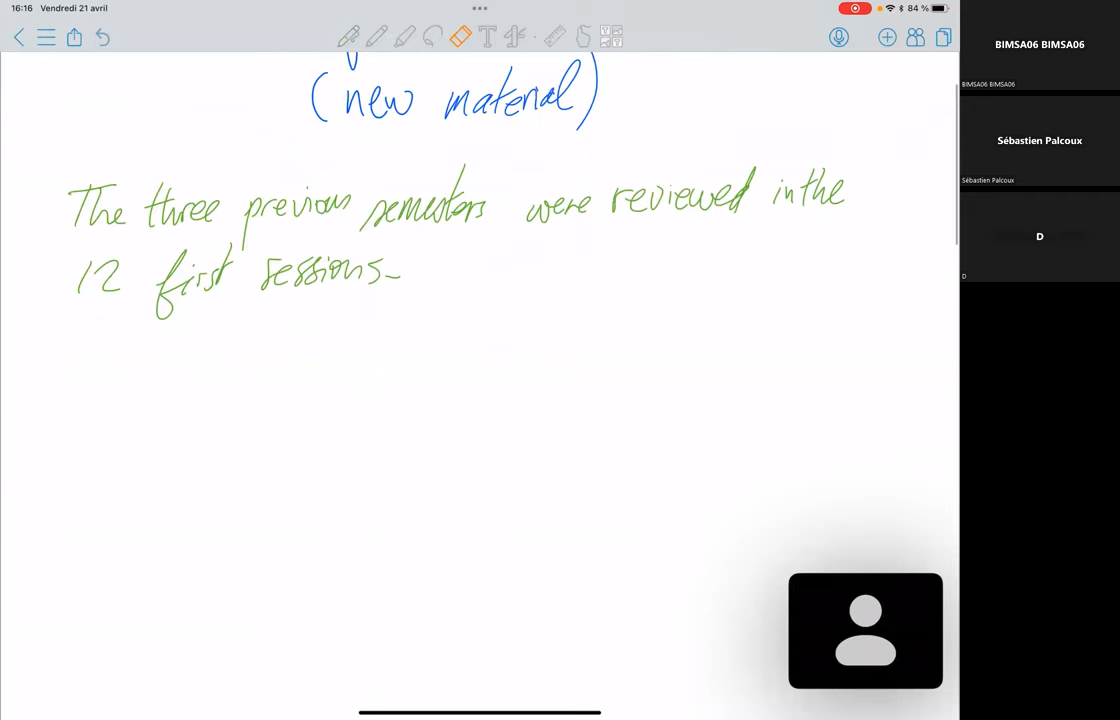 16:16 Vendredi 21 avril
84 %
BIMSA06 BIMSA06
BIMSA06 BIMSA06
Sébastien Palcoux
Sébastien Palcoux
D
D
(new material)
The three previous semesters were reviewed in the
12 first sessions-